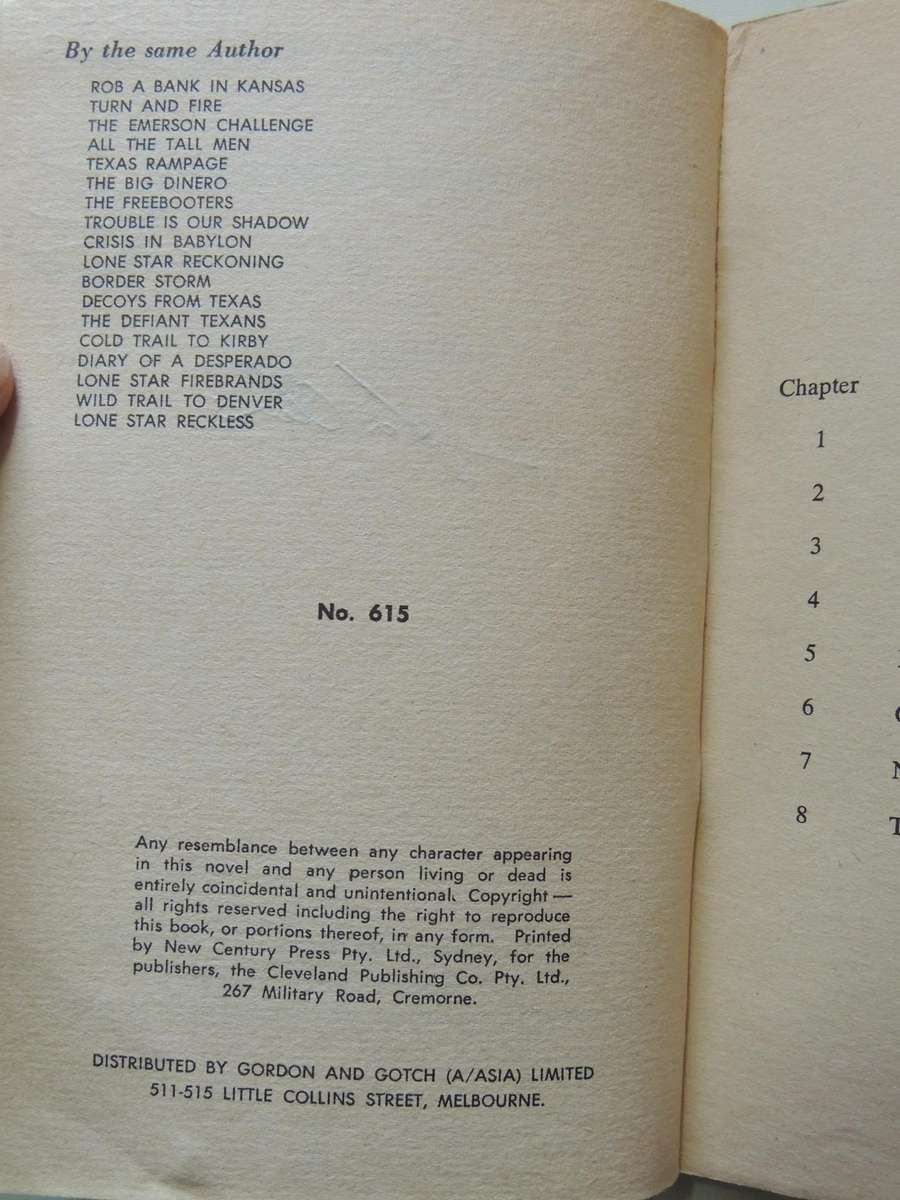 By the same Author
ROB A BANK IN KANSAS
TURN AND FIRE
THE EMERSON CHALLENGE
ALL THE TALL MEN
TEXAS RAMPAGE
THE BIG DINERO
THE FREEBOOTERS
TROUBLE IS OUR SHADOW
CRISIS IN BABYLON
LONE STAR RECKONING
BORDER STORM
DECOYS FROM TEXAS
THE DEFIANT TEXANS
COLD TRAIL TO KIRBY
DIARY OF A DESPERADO
LONE STAR FIREBRANDS
WILD TRAIL TO DENVER
LONE STAR RECKLESS
No. 615
Any resemblance between any character appearing
in this novel and any person living or dead is
entirely coincidental and unintentional. Copyright—
all rights reserved including the right to reproduce
this book, or portions thereof, in any form. Printed
by New Century Press Pty. Ltd., Sydney, for the
publishers, the Cleveland Publishing Co. Pty. Ltd.,
267 Military Road, Cremorne.
DISTRIBUTED BY GORDON AND GOTCH (A/ASIA) LIMITED
511-515 LITTLE COLLINS STREET, MELBOURNE.
Chapter
1
2
3
4
5
6
7
8